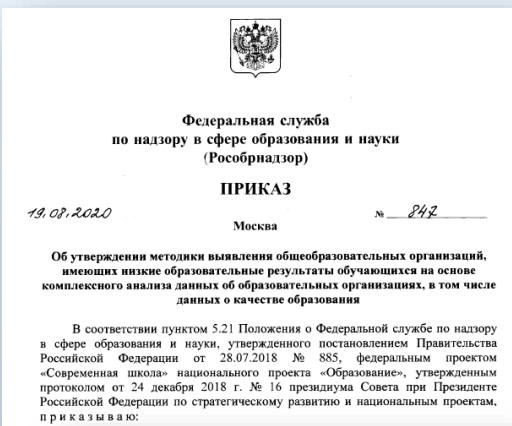 Федеральная служба
по надзору в сфере образования и науки
(Рособрнадзор)
ПРИКАЗ
19.08.2020 № 847
Москва
Об утверждении методики выявления общеобразовательных организаций,
имеющих низкие образовательные результаты обучающихся на основе
комплексного анализа данных об образовательных организациях, в том числе
данных о качестве образования
В соответствии пунктом 5.21 Положения о Федеральной службе по надзору
в сфере образования и науки, утвержденного постановлением Правительства
Российской Федерации от 28.07.2018 № 885, федеральным проектом
«Современная школа» национального проекта «Образование», утвержденным
протоколом от 24 декабря 2018 г. № 16 президиума Совета при Президенте
Российской Федерации по стратегическому развитию и национальным проектам,
п р и к а з ы в а ю: